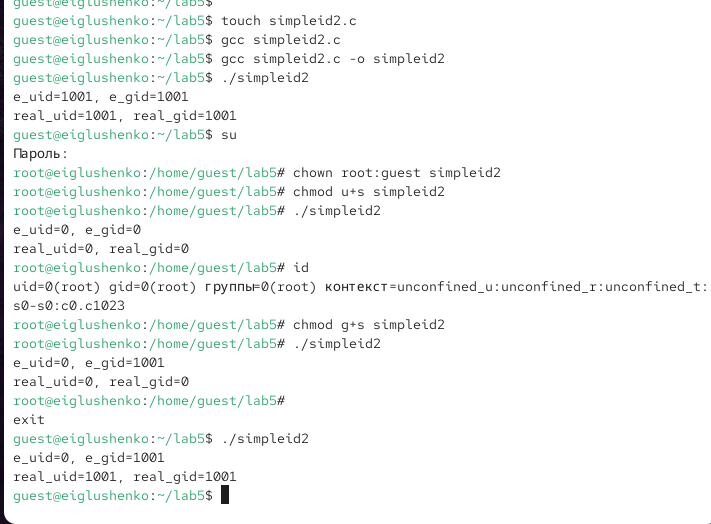 guest@eiglushenko:~/lab5$
guest@eiglushenko:~/lab5$ touch simpleid2.c
guest@eiglushenko:~/lab5$ gcc simpleid2.c
guest@eiglushenko:~/lab5$ gcc simpleid2.c -o simpleid2
guest@eiglushenko:~/lab5$ ./simpleid2
e_uid=1001, e_gid=1001
real_uid=1001, real_gid=1001
guest@eiglushenko:~/lab5$ su
Пароль:
root@eiglushenko:/home/guest/lab5# chown root:guest simpleid2
root@eiglushenko:/home/guest/lab5# chmod u+s simpleid2
root@eiglushenko:/home/guest/lab5# ./simpleid2
e_uid=0, e_gid=0
real_uid=0, real_gid=0
root@eiglushenko:/home/guest/lab5# id
uid=0(root) gid=0(root) группы=0(root) контекст=unconfined_u:unconfined_r:unconfined_t:
s0-s0:c0.c1023
root@eiglushenko:/home/guest/lab5# chmod g+s simpleid2
root@eiglushenko:/home/guest/lab5# ./simpleid2
e_uid=0, e_gid=1001
real_uid=0, real_gid=0
root@eiglushenko:/home/guest/lab5#
exit
guest@eiglushenko:~/lab5$ ./simpleid2
e_uid=0, e_gid=1001
real_uid=1001, real_gid=1001
guest@eiglushenko:~/lab5$